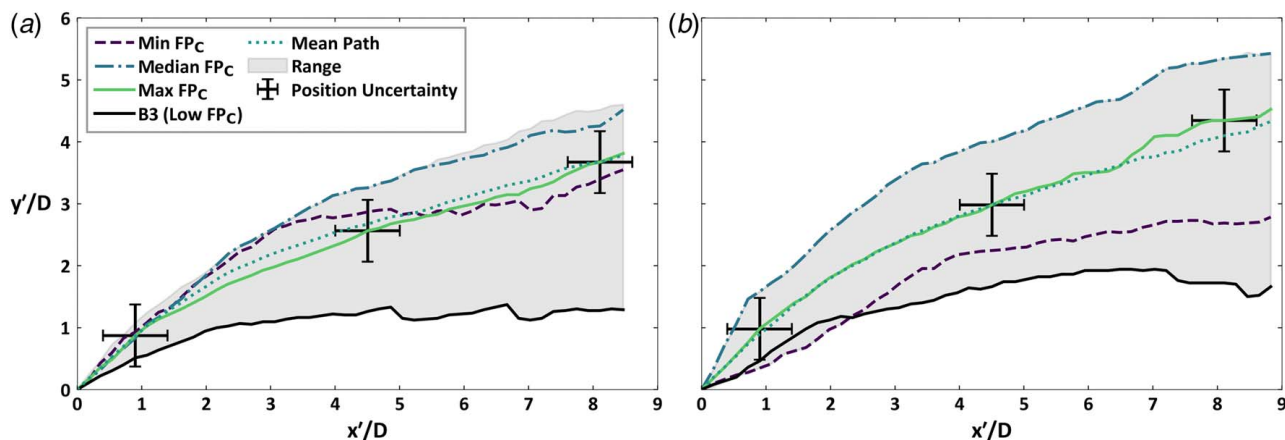 (a)
(b)
6
5
4
3
2
1
0
y'/D
Min FPC
Median FPC
Max FPC
B3 (Low FPC)
Mean Path
Range
Position Uncertainty
0 1 2 3 4 5 6 7 8 9
x'/D
0 1 2 3 4 5 6 7 8 9
x'/D